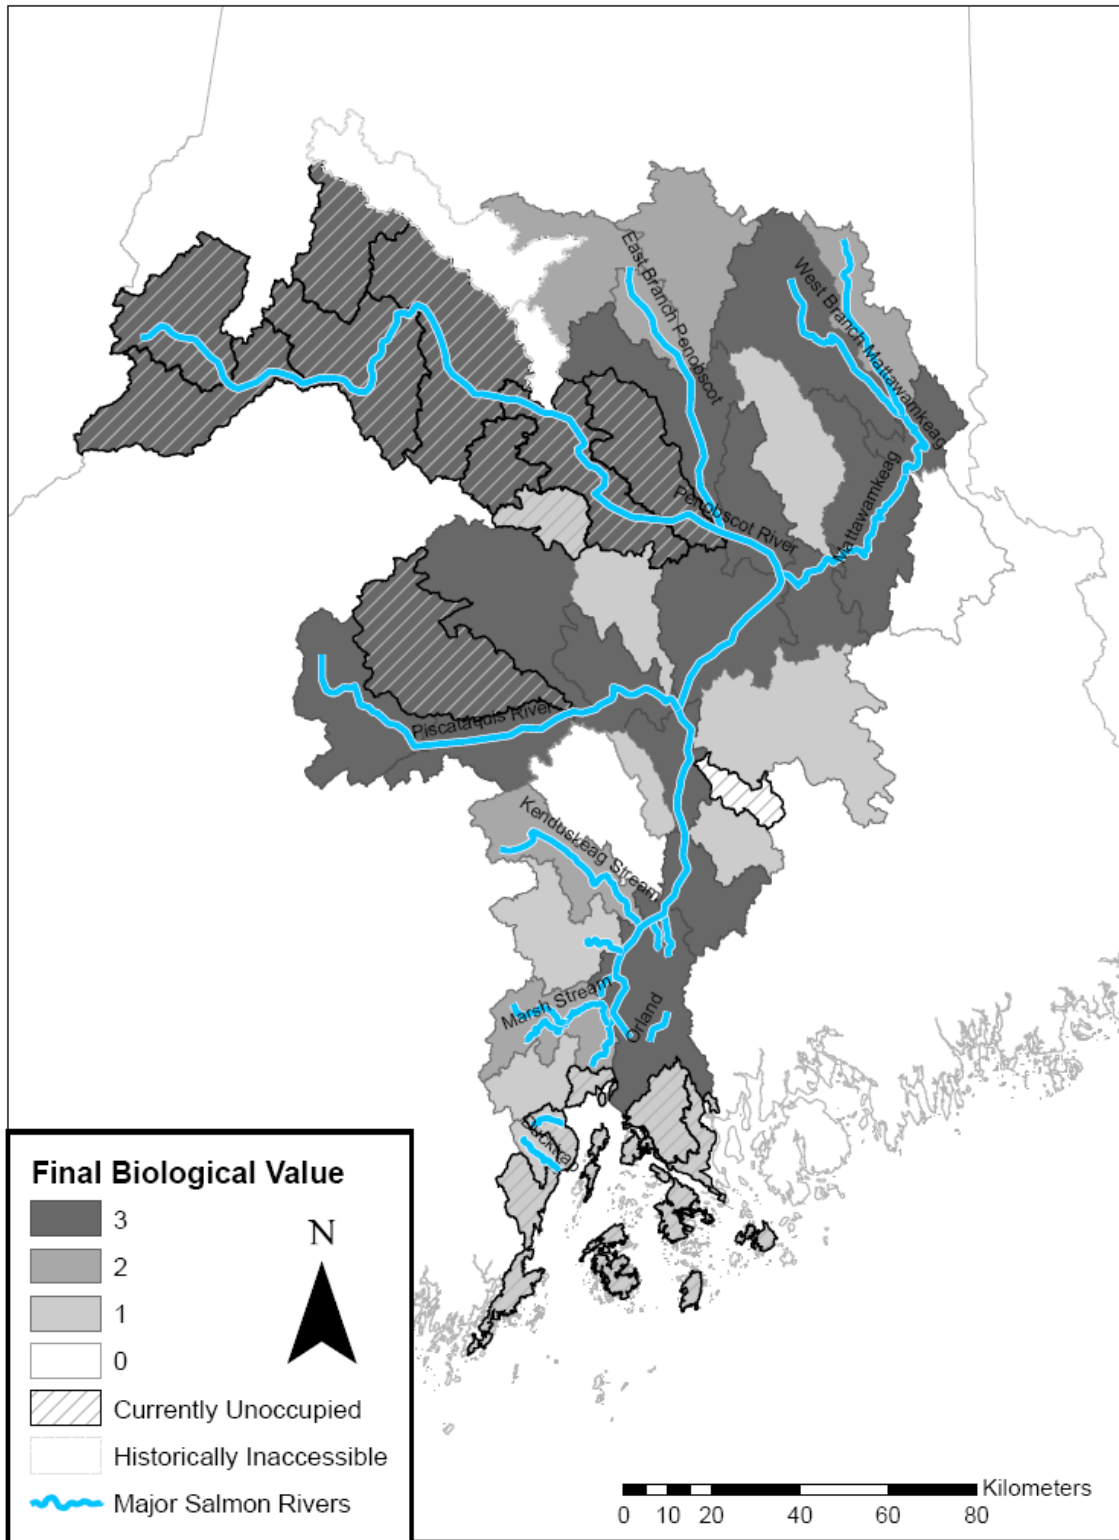 East Branch Penobscot
West Branch Mattawamkeag
Mattawamkeag
Penobscot River
Piscataquis River
Kenduskeag Stream
Marsh Stream
Orland
Ducktrap
Final Biological Value
3
2
1
0
Currently Unoccupied
Historically Inaccessible
Major Salmon Rivers
N
Kilometers
0 10 20 40 60 80